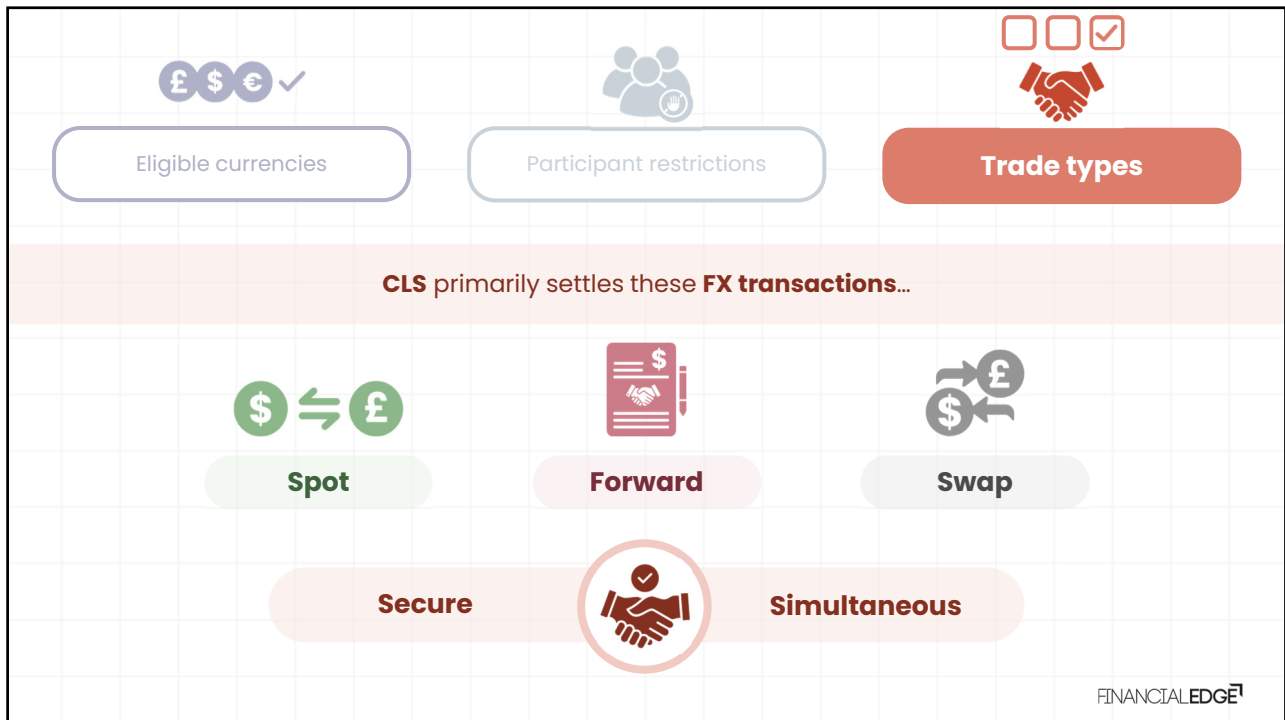 £ $ €
Eligible currencies
Participant restrictions
Trade types
CLS primarily settles these FX transactions...
$ £
$
£
$
Spot
Forward
Swap
Secure
Simultaneous
FINANCIALEDGE